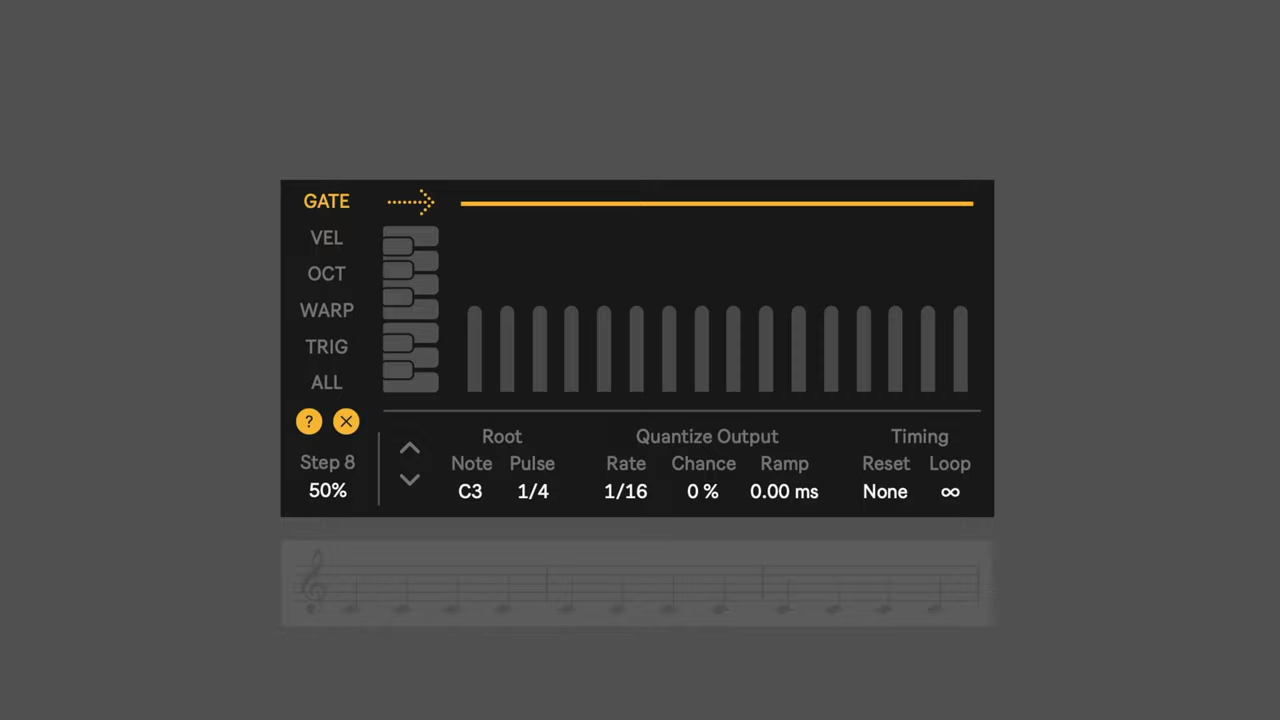 GATE
VEL
OCT
WARP
TRIG
ALL
? ×
Step 8
50%
Root
Note Pulse
C3 1/4
Quantize Output
Rate Chance Ramp
1/16 0 % 0.00 ms
Timing
Reset Loop
None ∞